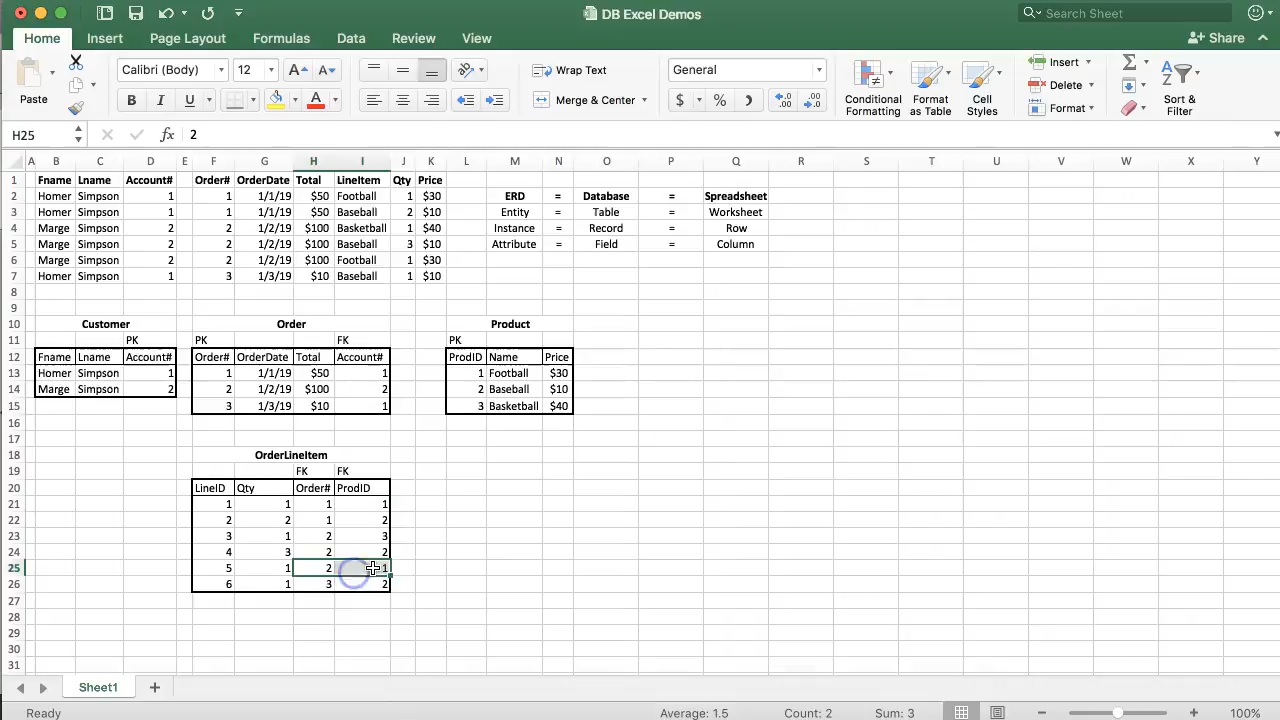 DB Excel Demos
Search Sheet
Home Insert Page Layout Formulas Data Review View
Share
Paste
Calibri (Body) 12
B I U
Wrap Text
Merge & Center
General
$ %
Conditional Formatting
Format as Table
Cell Styles
Insert
Delete
Format
Sort & Filter
H25 fx 2
A B C D E F G H I J K L M N O P Q R S T U V W X Y
1 Fname Lname Account# Order# OrderDate Total LineItem Qty Price
2 Homer Simpson 1 1 1/1/19 $50 Football 1 $30 ERD = Database = Spreadsheet
3 Homer Simpson 1 1 1/1/19 $50 Baseball 2 $10 Entity = Table = Worksheet
4 Marge Simpson 2 2 1/2/19 $100 Basketball 1 $40 Instance = Record = Row
5 Marge Simpson 2 2 1/2/19 $100 Baseball 3 $10 Attribute = Field = Column
6 Marge Simpson 2 2 1/2/19 $100 Football 1 $30
7 Homer Simpson 1 3 1/3/19 $10 Baseball 1 $10
8
9
10 Customer Order Product
11 PK PK FK PK
12 Fname Lname Account# Order# OrderDate Total Account# ProdID Name Price
13 Homer Simpson 1 1 1/1/19 $50 1 1 Football $30
14 Marge Simpson 2 2 1/2/19 $100 2 2 Baseball $10
15 3 1/3/19 $10 1 3 Basketball $40
16
17
18 OrderLineItem
19 FK FK
20 LineID Qty Order# ProdID
21 1 1 1 1
22 2 2 1 2
23 3 1 2 3
24 4 3 2 2
25 5 1 2 1
26 6 1 3 2
27
28
29
30
31
Sheet1
Ready Average: 1.5 Count: 2 Sum: 3 100%